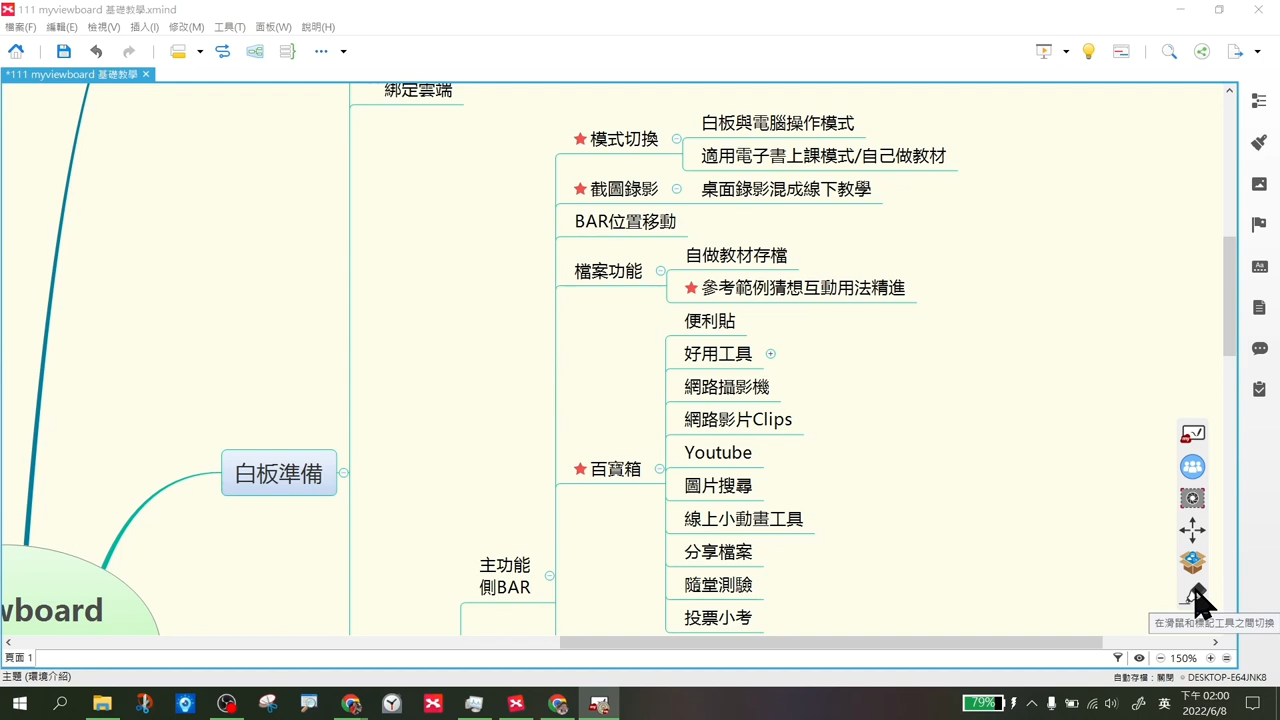 111 myviewboard 基礎教學.xmind
檔案(F) 編輯(E) 檢視(V) 插入(I) 修改(M) 工具(T) 面板(W) 說明(H)
*111 myviewboard 基礎教學
綁定雲端
模式切換
白板與電腦操作模式
適用電子書上課模式/自己做教材
截圖錄影
桌面錄影混成線下教學
BAR位置移動
檔案功能
自做教材存檔
參考範例猜想互動用法精進
便利貼
好用工具
網路攝影機
網路影片Clips
白板準備
百寶箱
Youtube
圖片搜尋
線上小動畫工具
分享檔案
主功能
側BAR
隨堂測驗
投票小考
wboard
在滑鼠和標記工具之間切換
頁面 1
150%
主題 (環境介紹)
自動存檔：關閉
DESKTOP-E64JNK8
79%
英
下午 02:00
2022/6/8